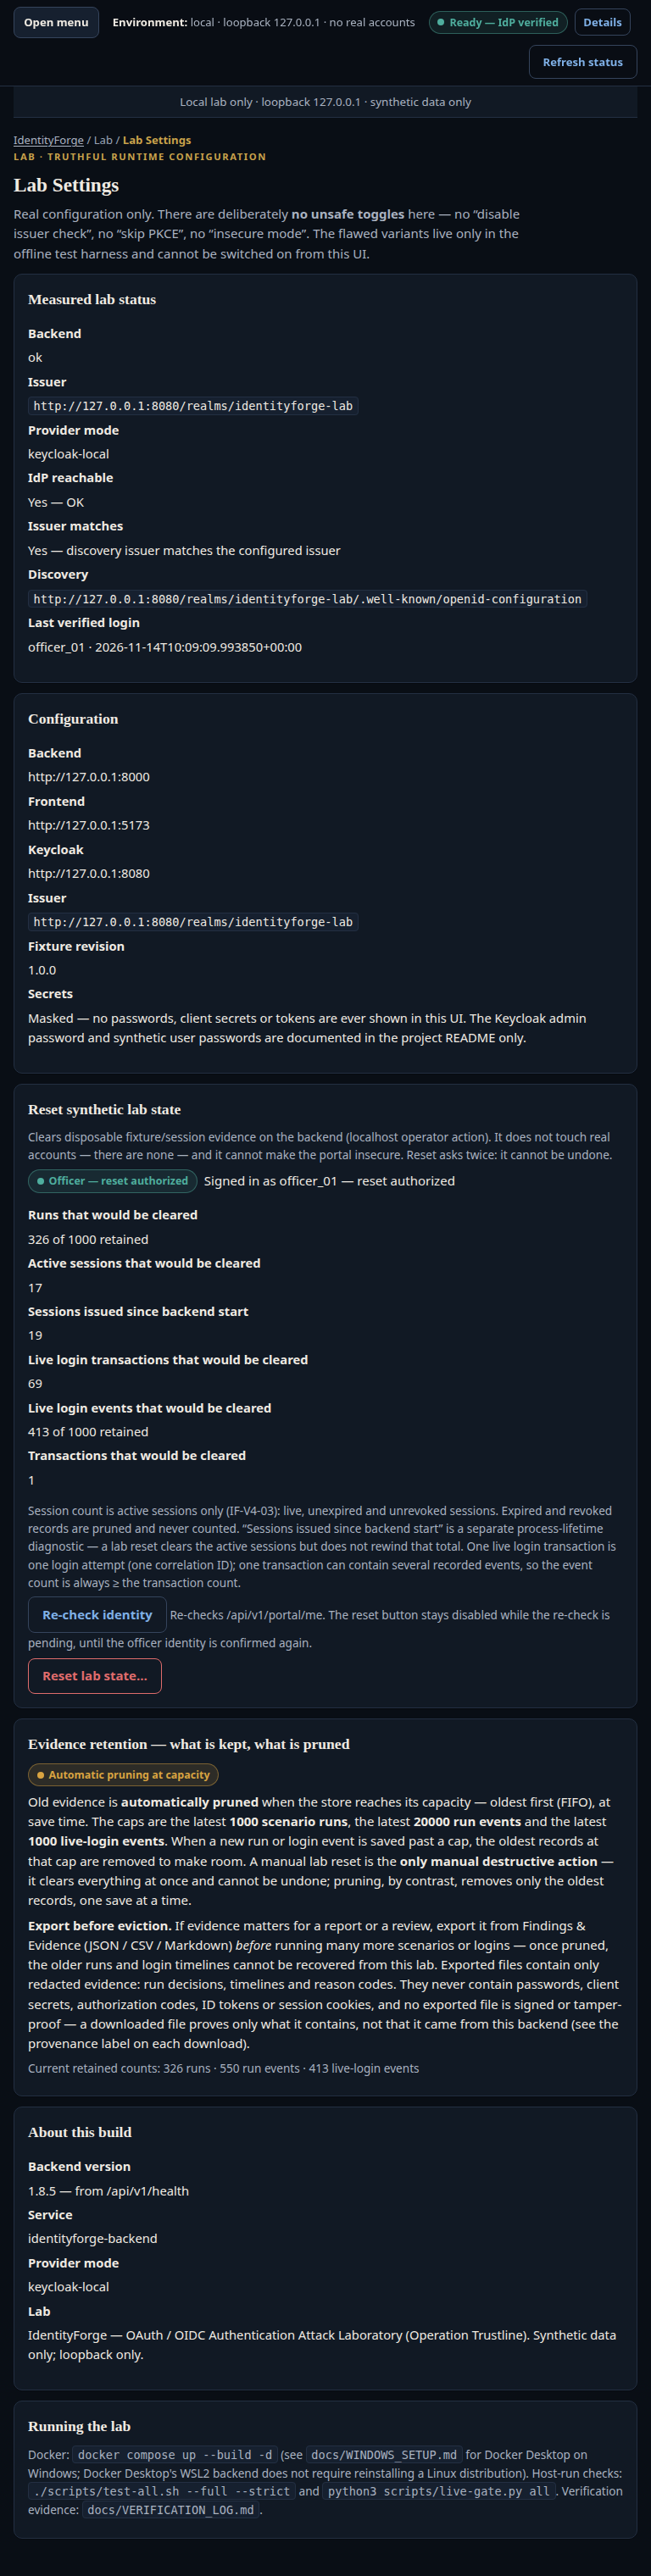 Open menu
Environment: local · loopback 127.0.0.1 · no real accounts
Ready — IdP verified
Details
Refresh status
Local lab only · loopback 127.0.0.1 · synthetic data only
IdentityForge / Lab / Lab Settings
LAB · TRUTHFUL RUNTIME CONFIGURATION
Lab Settings
Real configuration only. There are deliberately no unsafe toggles here — no “disable
issuer check”, no “skip PKCE”, no “insecure mode”. The flawed variants live only in the
offline test harness and cannot be switched on from this UI.
Measured lab status
Backend
ok
Issuer
http://127.0.0.1:8080/realms/identityforge-lab
Provider mode
keycloak-local
IdP reachable
Yes — OK
Issuer matches
Yes — discovery issuer matches the configured issuer
Discovery
http://127.0.0.1:8080/realms/identityforge-lab/.well-known/openid-configuration
Last verified login
officer_01 · 2026-11-14T10:09:09.993850+00:00
Configuration
Backend
http://127.0.0.1:8000
Frontend
http://127.0.0.1:5173
Keycloak
http://127.0.0.1:8080
Issuer
http://127.0.0.1:8080/realms/identityforge-lab
Fixture revision
1.0.0
Secrets
Masked — no passwords, client secrets or tokens are ever shown in this UI. The Keycloak admin
password and synthetic user passwords are documented in the project README only.
Reset synthetic lab state
Clears disposable fixture/session evidence on the backend (localhost operator action). It does not touch real
accounts — there are none — and it cannot make the portal insecure. Reset asks twice: it cannot be undone.
Officer — reset authorized
Signed in as officer_01 — reset authorized
Runs that would be cleared
326 of 1000 retained
Active sessions that would be cleared
17
Sessions issued since backend start
19
Live login transactions that would be cleared
69
Live login events that would be cleared
413 of 1000 retained
Transactions that would be cleared
1
Session count is active sessions only (IF-V4-03): live, unexpired and unrevoked sessions. Expired and revoked
records are pruned and never counted. “Sessions issued since backend start” is a separate process-lifetime
diagnostic — a lab reset clears the active sessions but does not rewind that total. One live login transaction is
one login attempt (one correlation ID); one transaction can contain several recorded events, so the event
count is always ≥ the transaction count.
Re-check identity
Re-checks /api/v1/portal/me. The reset button stays disabled while the re-check is
pending, until the officer identity is confirmed again.
Reset lab state…
Evidence retention — what is kept, what is pruned
Automatic pruning at capacity
Old evidence is automatically pruned when the store reaches its capacity — oldest first (FIFO), at
save time. The caps are the latest 1000 scenario runs, the latest 20000 run events and the latest
1000 live-login events. When a new run or login event is saved past a cap, the oldest records at
that cap are removed to make room. A manual lab reset is the only manual destructive action —
it clears everything at once and cannot be undone; pruning, by contrast, removes only the oldest
records, one save at a time.
Export before eviction. If evidence matters for a report or a review, export it from Findings &
Evidence (JSON / CSV / Markdown) before running many more scenarios or logins — once pruned,
the older runs and login timelines cannot be recovered from this lab. Exported files contain only
redacted evidence: run decisions, timelines and reason codes. They never contain passwords, client
secrets, authorization codes, ID tokens or session cookies, and no exported file is signed or tamper-
proof — a downloaded file proves only what it contains, not that it came from this backend (see the
provenance label on each download).
Current retained counts: 326 runs · 550 run events · 413 live-login events
About this build
Backend version
1.8.5 — from /api/v1/health
Service
identityforge-backend
Provider mode
keycloak-local
Lab
IdentityForge — OAuth / OIDC Authentication Attack Laboratory (Operation Trustline). Synthetic data
only; loopback only.
Running the lab
Docker: docker compose up --build -d (see docs/WINDOWS_SETUP.md for Docker Desktop on
Windows; Docker Desktop's WSL2 backend does not require reinstalling a Linux distribution). Host-run checks:
./scripts/test-all.sh --full --strict and python3 scripts/live-gate.py all. Verification
evidence: docs/VERIFICATION_LOG.md.